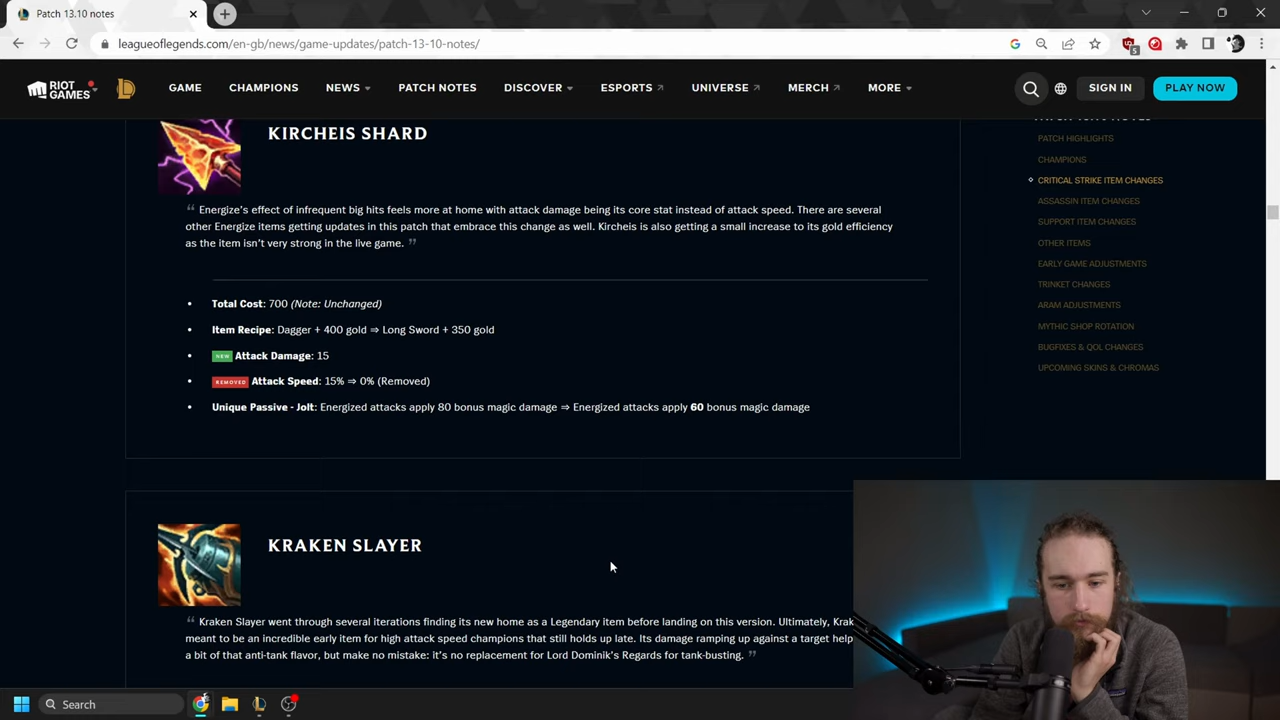 Patch 13.10 notes
leagueoflegends.com/en-gb/news/game-updates/patch-13-10-notes/
5
RIOT GAMES
GAME
CHAMPIONS
NEWS
PATCH NOTES
DISCOVER
ESPORTS
UNIVERSE
MERCH
MORE
SIGN IN
PLAY NOW
KIRCHEIS SHARD
“ Energize's effect of infrequent big hits feels more at home with attack damage being its core stat instead of attack speed. There are several
other Energize items getting updates in this patch that embrace this change as well. Kircheis is also getting a small increase to its gold efficiency
as the item isn't very strong in the live game. ”
• Total Cost: 700 (Note: Unchanged)
• Item Recipe: Dagger + 400 gold ⇒ Long Sword + 350 gold
• NEW Attack Damage: 15
• REMOVED Attack Speed: 15% ⇒ 0% (Removed)
• Unique Passive - Jolt: Energized attacks apply 80 bonus magic damage ⇒ Energized attacks apply 60 bonus magic damage
KRAKEN SLAYER
“ Kraken Slayer went through several iterations finding its new home as a Legendary item before landing on this version. Ultimately, Krak
meant to be an incredible early item for high attack speed champions that still holds up late. Its damage ramping up against a target help
a bit of that anti-tank flavor, but make no mistake: it's no replacement for Lord Dominik's Regards for tank-busting. ”
PATCH HIGHLIGHTS
CHAMPIONS
CRITICAL STRIKE ITEM CHANGES
ASSASSIN ITEM CHANGES
SUPPORT ITEM CHANGES
OTHER ITEMS
EARLY GAME ADJUSTMENTS
TRINKET CHANGES
ARAM ADJUSTMENTS
MYTHIC SHOP ROTATION
BUGFIXES & QOL CHANGES
UPCOMING SKINS & CHROMAS
Search